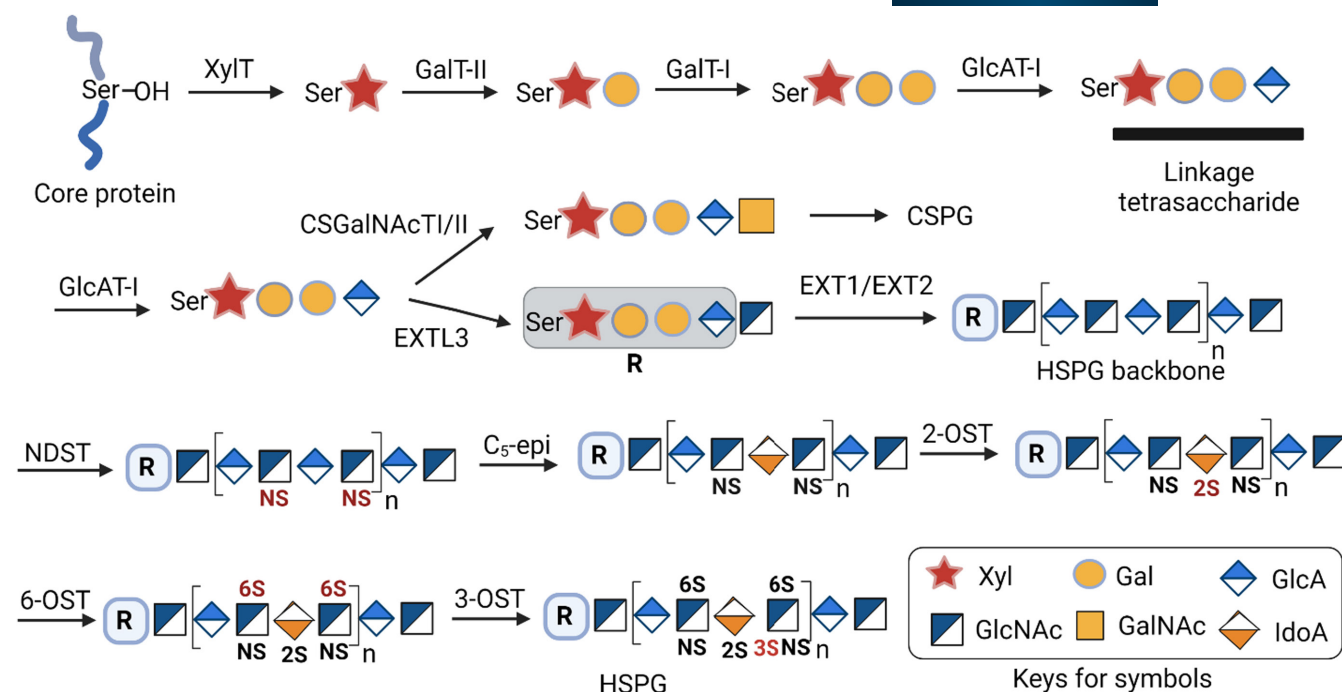 XylT GalT-II GalT-I GlcAT-I
Ser–OH Ser Ser Ser Ser
Core protein
Linkage
tetrasaccharide
CSGalNAcTI/II Ser CSPG
GlcAT-I Ser
EXTL3 Ser EXT1/EXT2 R n
R
HSPG backbone
NDST R NS NS n
C₅-epi R NS NS n
2-OST R NS 2S NS n
6-OST R 6S 6S
NS 2S NS n
3-OST R 6S 6S
NS 2S 3S NS n
HSPG
Xyl Gal GlcA
GlcNAc GalNAc IdoA
Keys for symbols